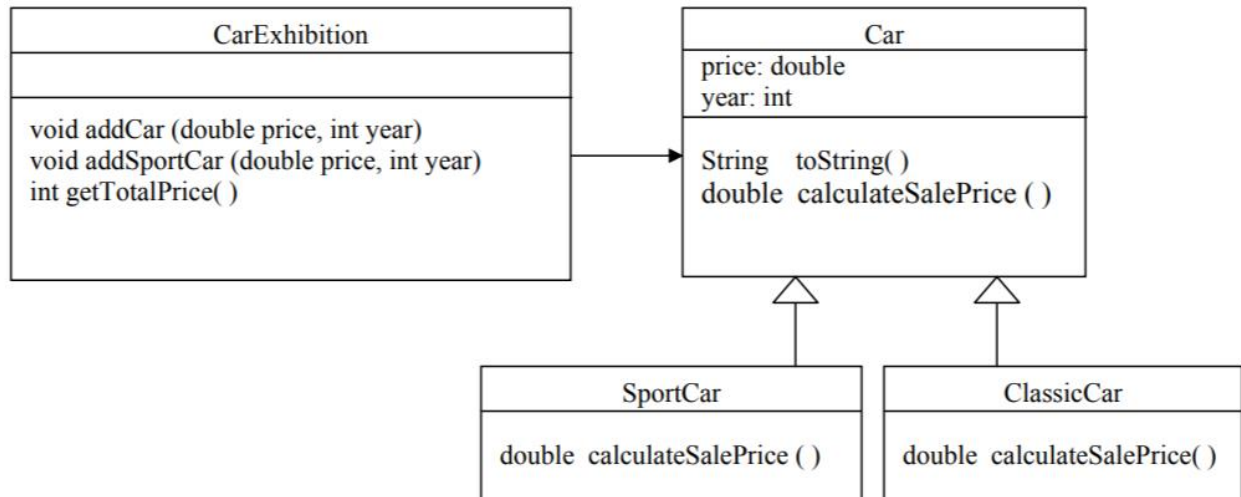 CarExhibition
void addCar (double price, int year)
void addSportCar (double price, int year)
int getTotalPrice( )
Car
price: double
year: int
String toString( )
double calculateSalePrice ( )
SportCar
double calculateSalePrice ( )
ClassicCar
double calculateSalePrice( )